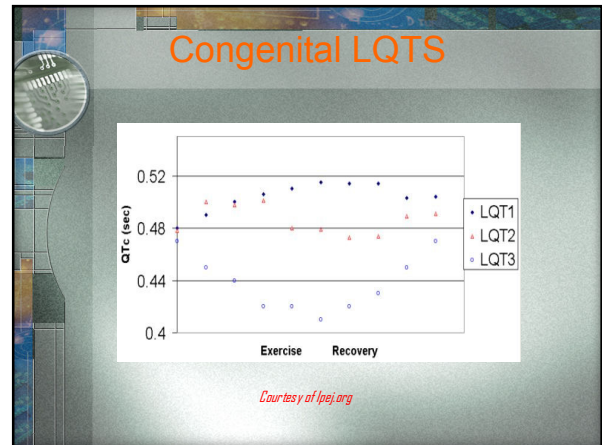 Congenital LQTS
0.52
0.48
0.44
0.4
QTc (sec)
LQT1
LQT2
LQT3
Exercise Recovery
Courtesy of Ipej.org